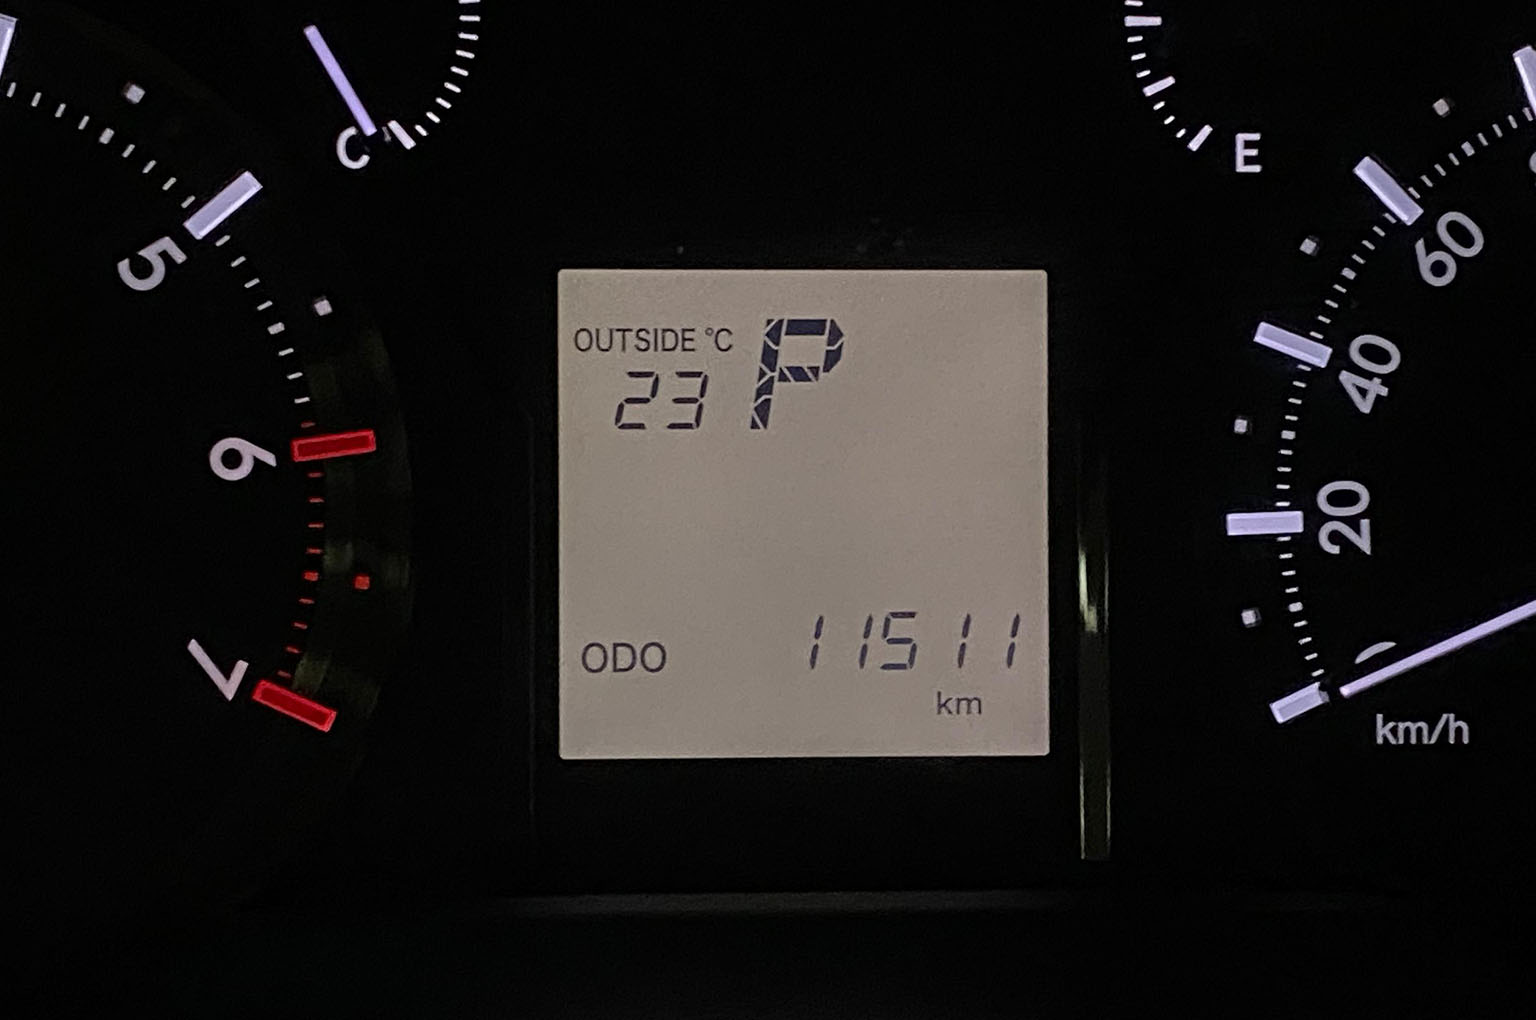 C
E
5
6
7
OUTSIDE °C
23 P
ODO 11511
km
60
40
20
km/h